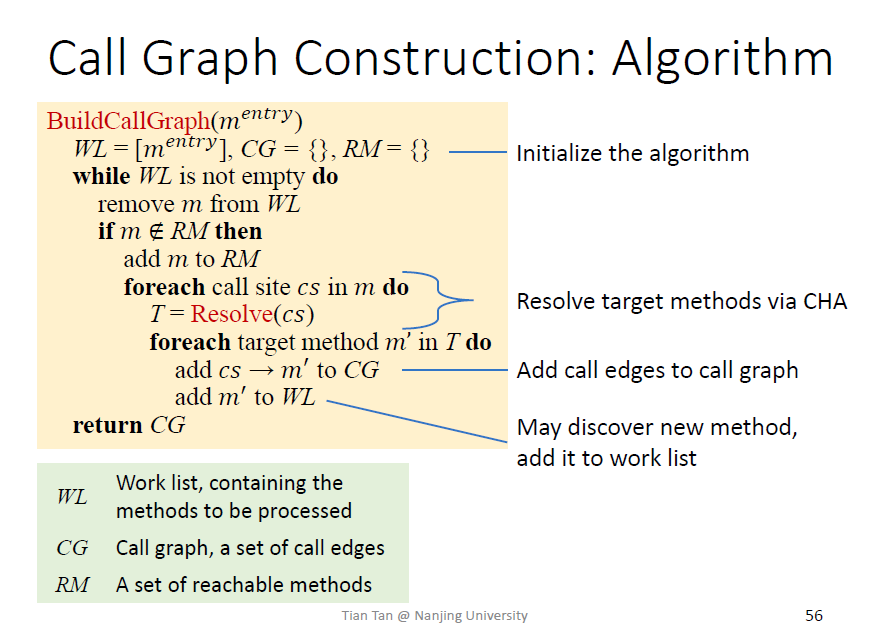 Call Graph Construction: Algorithm
BuildCallGraph(m^entry)
WL = [m^entry], CG = {}, RM = {}
while WL is not empty do
remove m from WL
if m ∉ RM then
add m to RM
foreach call site cs in m do
T = Resolve(cs)
foreach target method m’ in T do
add cs → m′ to CG
add m′ to WL
return CG
Initialize the algorithm
Resolve target methods via CHA
Add call edges to call graph
May discover new method,
add it to work list
WL Work list, containing the
methods to be processed
CG Call graph, a set of call edges
RM A set of reachable methods
Tian Tan @ Nanjing University
56